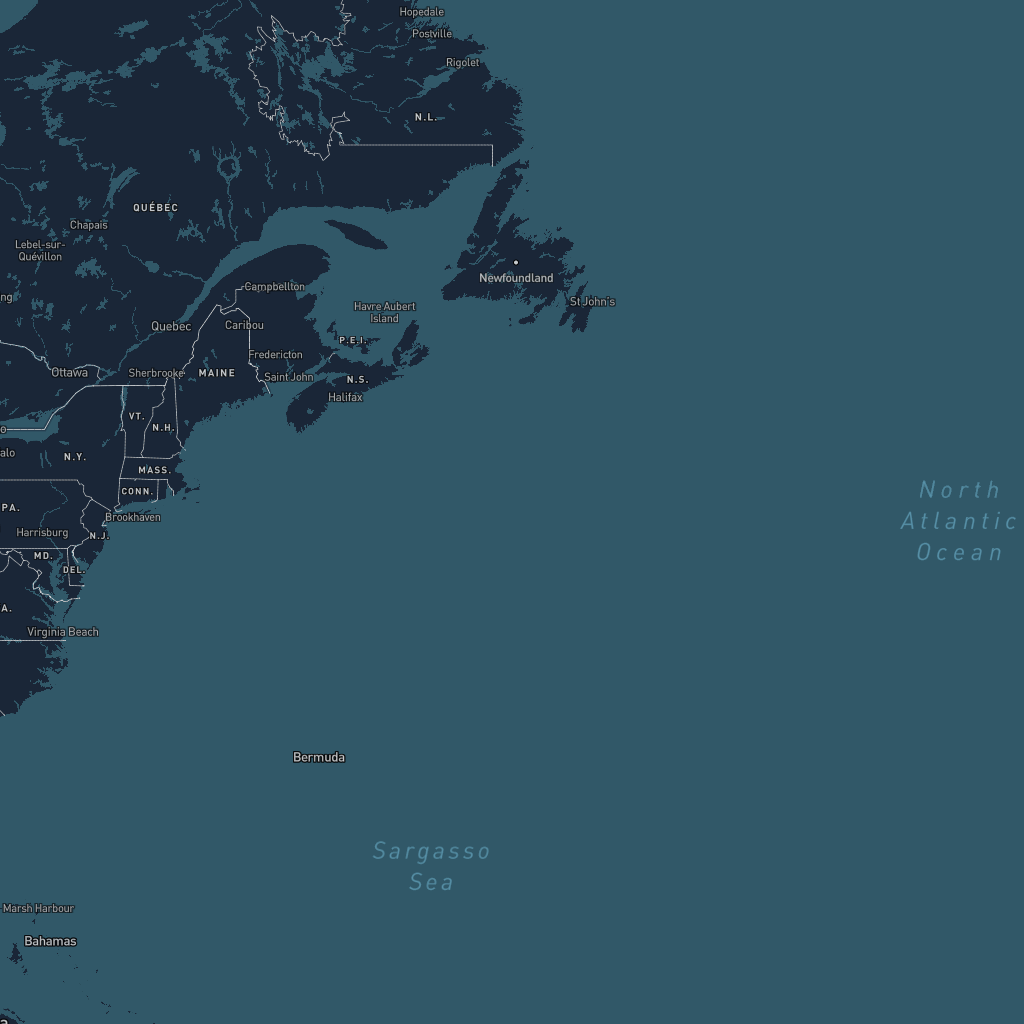 Hopedale
Postville
Rigolet
N.L.
QUÉBEC
Chapais
Lebel-sur-
Quévillon
Newfoundland
Campbellton
ng
St John's
Havre Aubert
Island
Quebec
Caribou
P.E.I.
Fredericton
Ottawa
Sherbrooke
MAINE
Saint John
N.S.
Halifax
VT.
N.H.
o
alo
N.Y.
MASS.
CONN.
North
Atlantic
Ocean
PA.
Brookhaven
Harrisburg
N.J.
MD.
DEL.
A.
Virginia Beach
Bermuda
Sargasso
Sea
Marsh Harbour
Bahamas
a